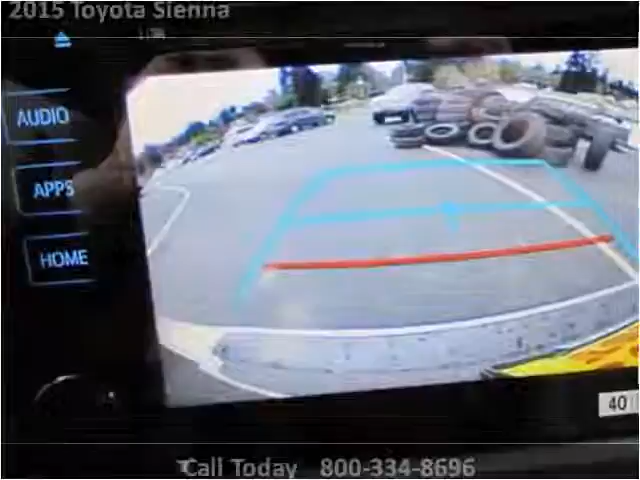 2015 Toyota Sienna
AUDIO
APPS
HOME
40
Call Today 800-334-8696